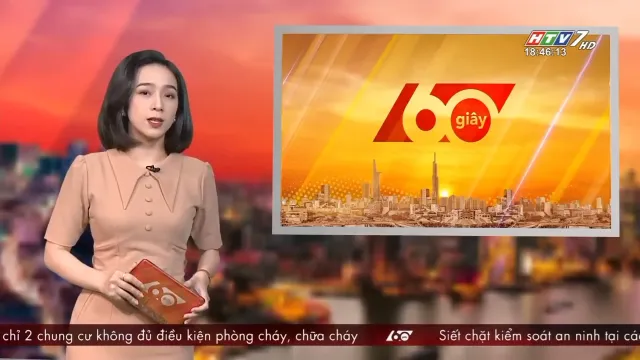 HTV7 HD
18:46:13
60 giây
chỉ 2 chung cư không đủ điều kiện phòng cháy, chữa cháy
60
Siết chặt kiểm soát an ninh tại cá